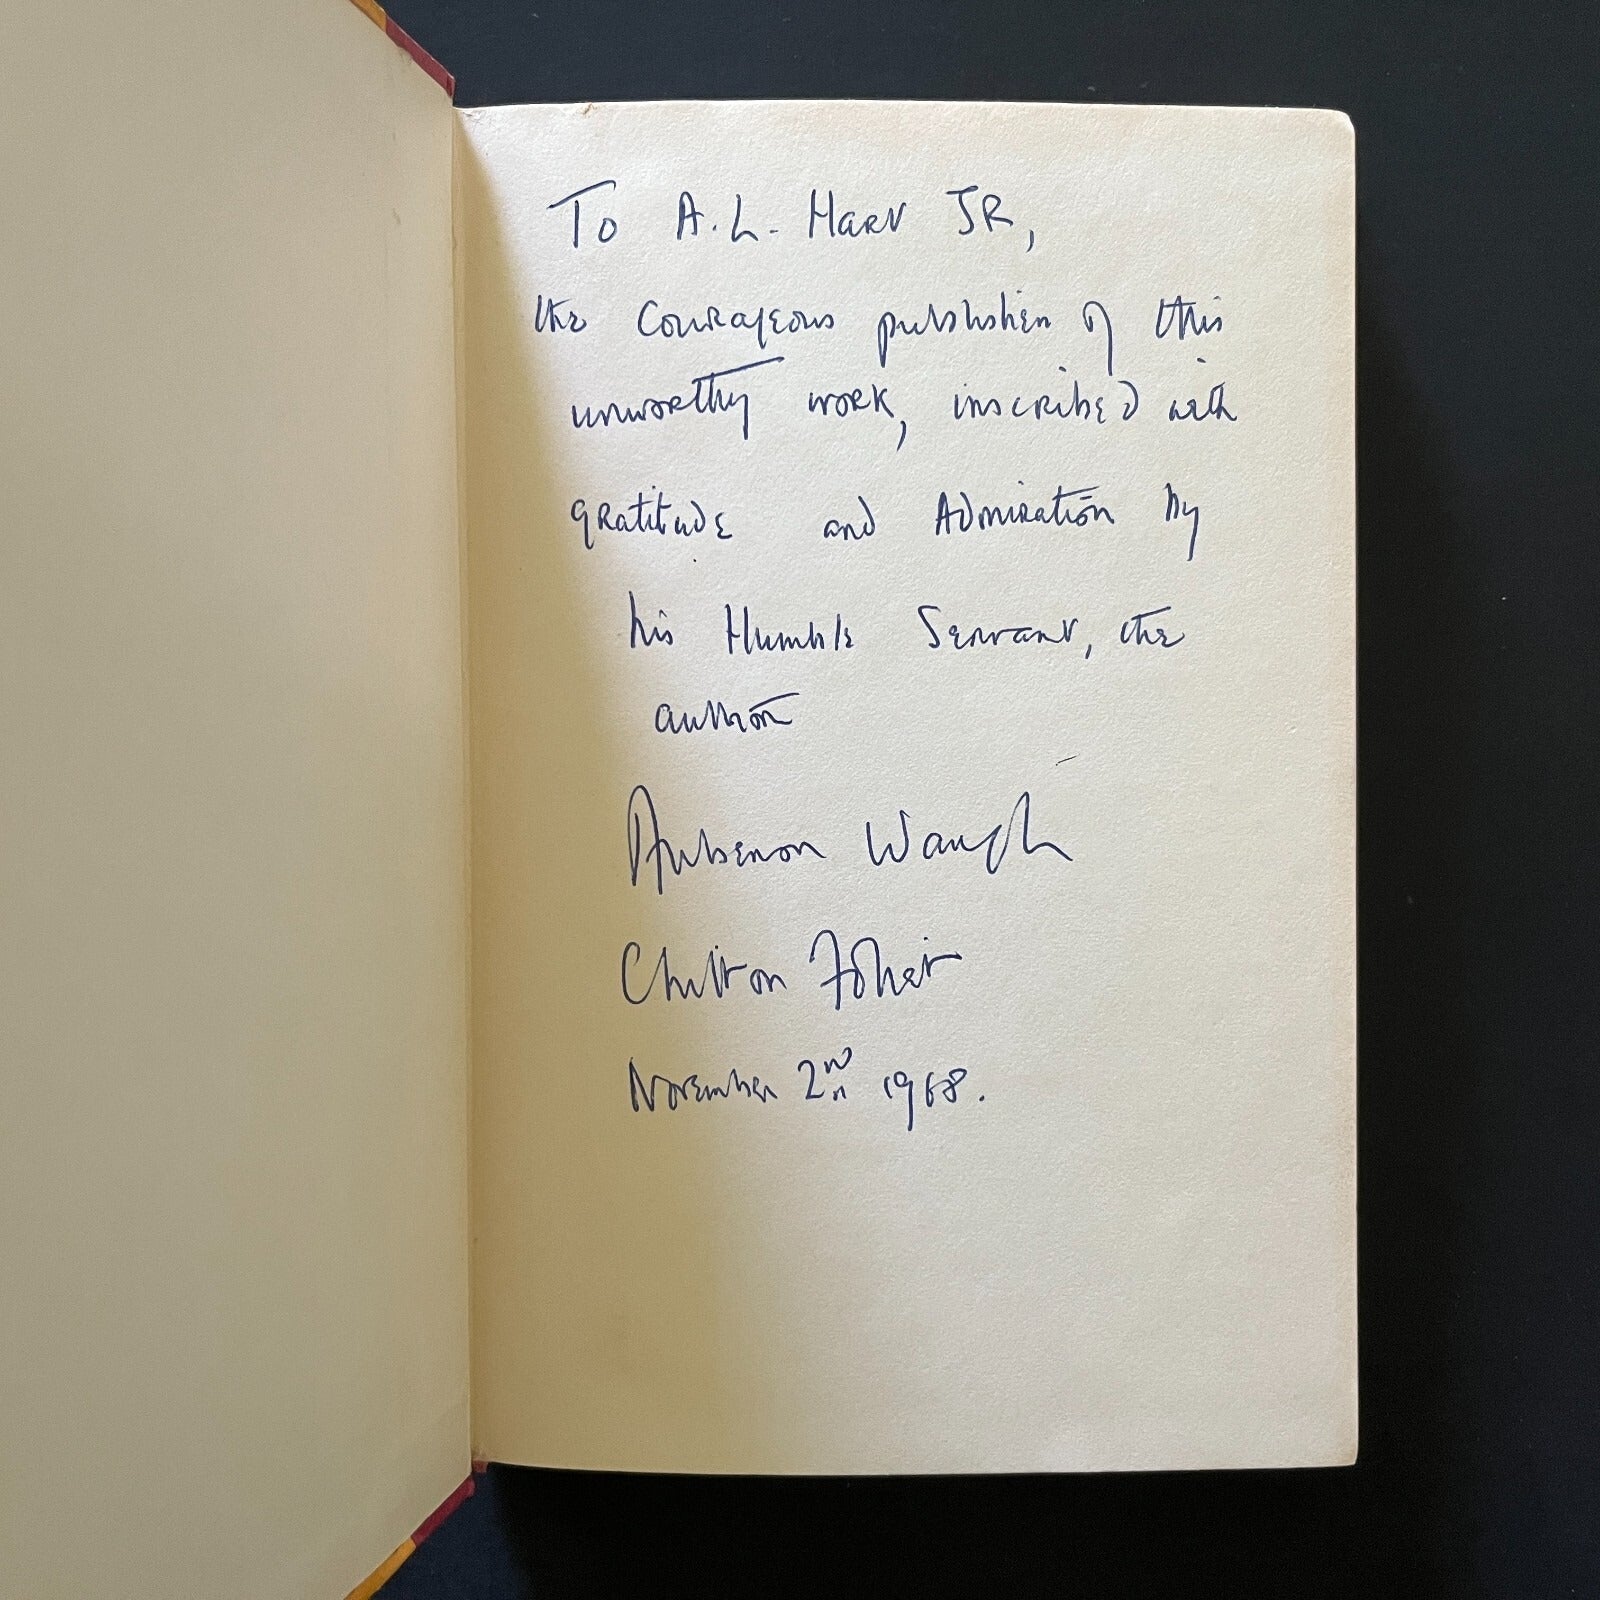 To A.L. Hart JR,
the Courageous publisher of this
unworthy work, inscribed with
gratitude and Admiration by
his Humble Servant, the
author
Auberon Waugh
Chilton Foliat
November 2nd 1968.